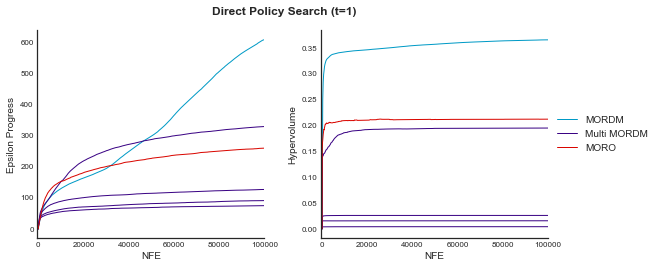 Direct Policy Search (t=1)
Epsilon Progress
600
500
400
300
200
100
0
0 20000 40000 60000 80000 100000
NFE
Hypervolume
0.35
0.30
0.25
0.20
0.15
0.10
0.05
0.00
0 20000 40000 60000 80000 100000
NFE
MORDM
Multi MORDM
MORO